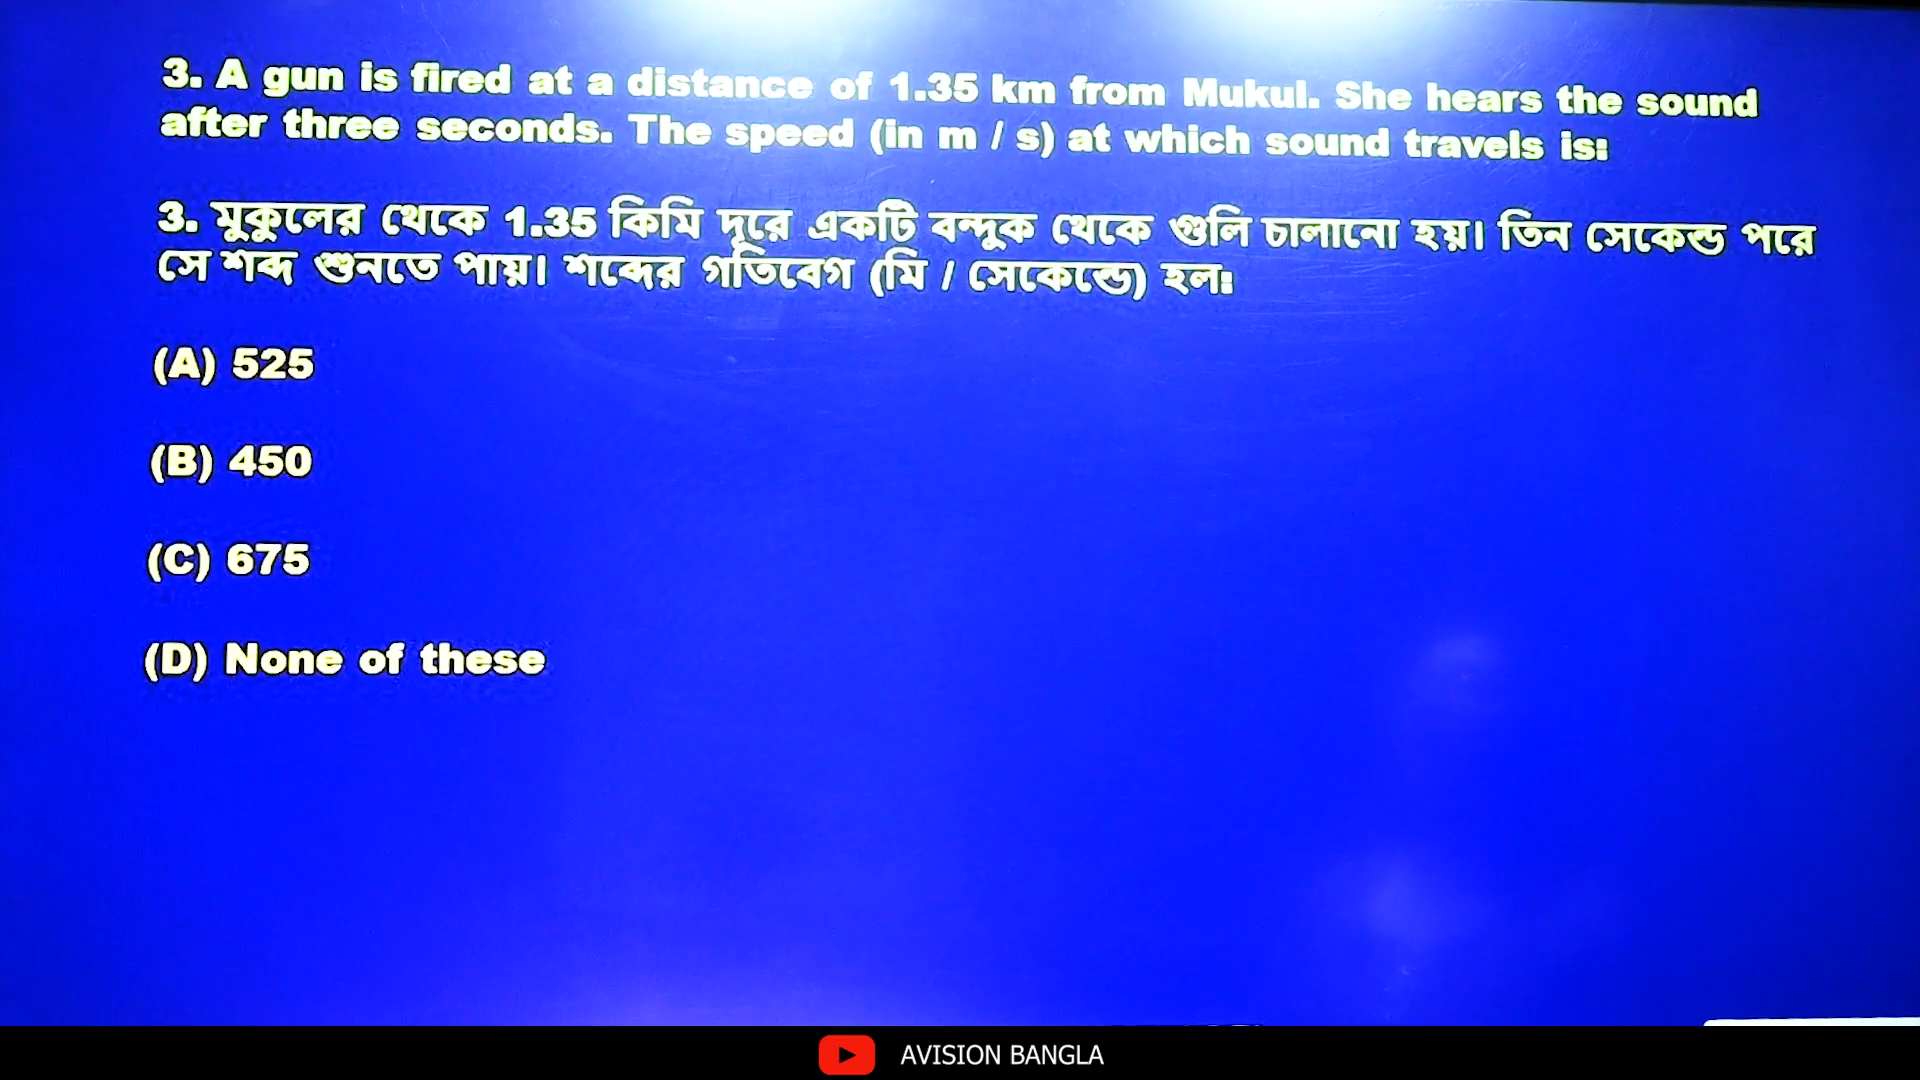 3. A gun is fired at a distance of 1.35 km from Mukul. She hears the sound
after three seconds. The speed (in m / s) at which sound travels is:
3. মুকুলের থেকে 1.35 কিমি দূরে একটি বন্দুক থেকে গুলি চালানো হয়। তিন সেকেন্ড পরে
সে শব্দ শুনতে পায়। শব্দের গতিবেগ (মি / সেকেন্ডে) হল:
(A) 525
(B) 450
(C) 675
(D) None of these
AVISION BANGLA